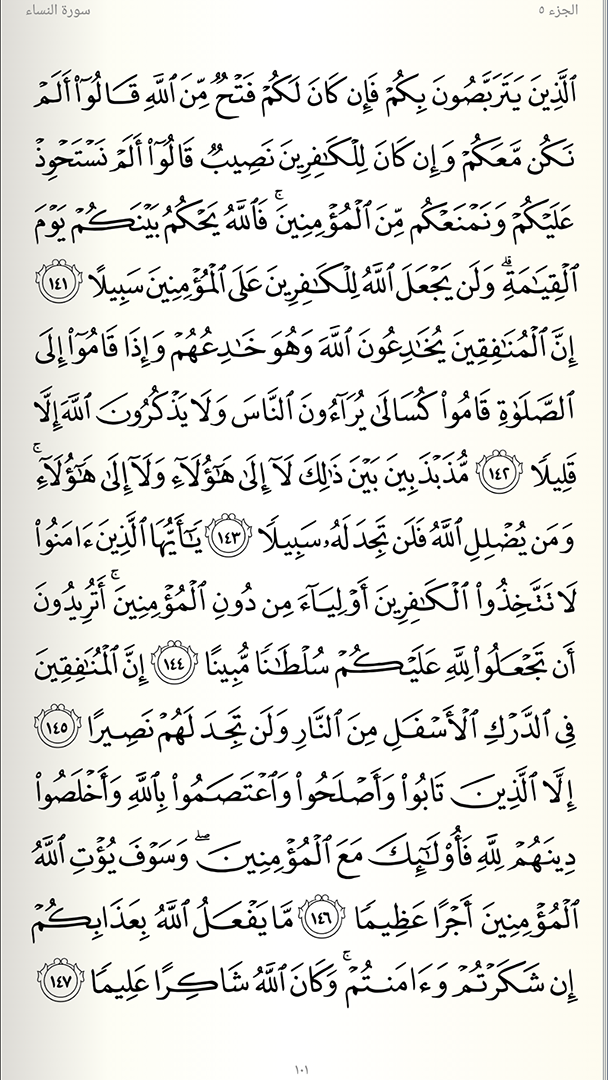 الجزء ٥
سورة النساء
ٱلَّذِينَ يَتَرَبَّصُونَ بِكُمْ فَإِن كَانَ لَكُمْ فَتْحٌ مِّنَ ٱللَّهِ قَالُوٓا۟ أَلَمْ
نَكُن مَّعَكُمْ وَإِن كَانَ لِلْكَٰفِرِينَ نَصِيبٌ قَالُوٓا۟ أَلَمْ نَسْتَحْوِذْ
عَلَيْكُمْ وَنَمْنَعْكُم مِّنَ ٱلْمُؤْمِنِينَ ۚ فَٱللَّهُ يَحْكُمُ بَيْنَكُمْ يَوْمَ
ٱلْقِيَٰمَةِ ۗ وَلَن يَجْعَلَ ٱللَّهُ لِلْكَٰفِرِينَ عَلَى ٱلْمُؤْمِنِينَ سَبِيلًا ١٤١
إِنَّ ٱلْمُنَٰفِقِينَ يُخَٰدِعُونَ ٱللَّهَ وَهُوَ خَٰدِعُهُمْ وَإِذَا قَامُوٓا۟ إِلَى
ٱلصَّلَوٰةِ قَامُوا۟ كُسَالَىٰ يُرَآءُونَ ٱلنَّاسَ وَلَا يَذْكُرُونَ ٱللَّهَ إِلَّا
قَلِيلًا ١٤٢ مُّذَبْذَبِينَ بَيْنَ ذَٰلِكَ لَآ إِلَىٰ هَٰٓؤُلَآءِ وَلَآ إِلَىٰ هَٰٓؤُلَآءِ ۚ
وَمَن يُضْلِلِ ٱللَّهُ فَلَن تَجِدَ لَهُۥ سَبِيلًا ١٤٣ يَٰٓأَيُّهَا ٱلَّذِينَ ءَامَنُوا۟
لَا تَتَّخِذُوا۟ ٱلْكَٰفِرِينَ أَوْلِيَآءَ مِن دُونِ ٱلْمُؤْمِنِينَ ۚ أَتُرِيدُونَ
أَن تَجْعَلُوا۟ لِلَّهِ عَلَيْكُمْ سُلْطَٰنًا مُّبِينًا ١٤٤ إِنَّ ٱلْمُنَٰفِقِينَ
فِى ٱلدَّرْكِ ٱلْأَسْفَلِ مِنَ ٱلنَّارِ وَلَن تَجِدَ لَهُمْ نَصِيرًا ١٤٥
إِلَّا ٱلَّذِينَ تَابُوا۟ وَأَصْلَحُوا۟ وَٱعْتَصَمُوا۟ بِٱللَّهِ وَأَخْلَصُوا۟
دِينَهُمْ لِلَّهِ فَأُو۟لَٰٓئِكَ مَعَ ٱلْمُؤْمِنِينَ ۖ وَسَوْفَ يُؤْتِ ٱللَّهُ
ٱلْمُؤْمِنِينَ أَجْرًا عَظِيمًا ١٤٦ مَّا يَفْعَلُ ٱللَّهُ بِعَذَابِكُمْ
إِن شَكَرْتُمْ وَءَامَنتُمْ ۚ وَكَانَ ٱللَّهُ شَاكِرًا عَلِيمًا ١٤٧
١٠١